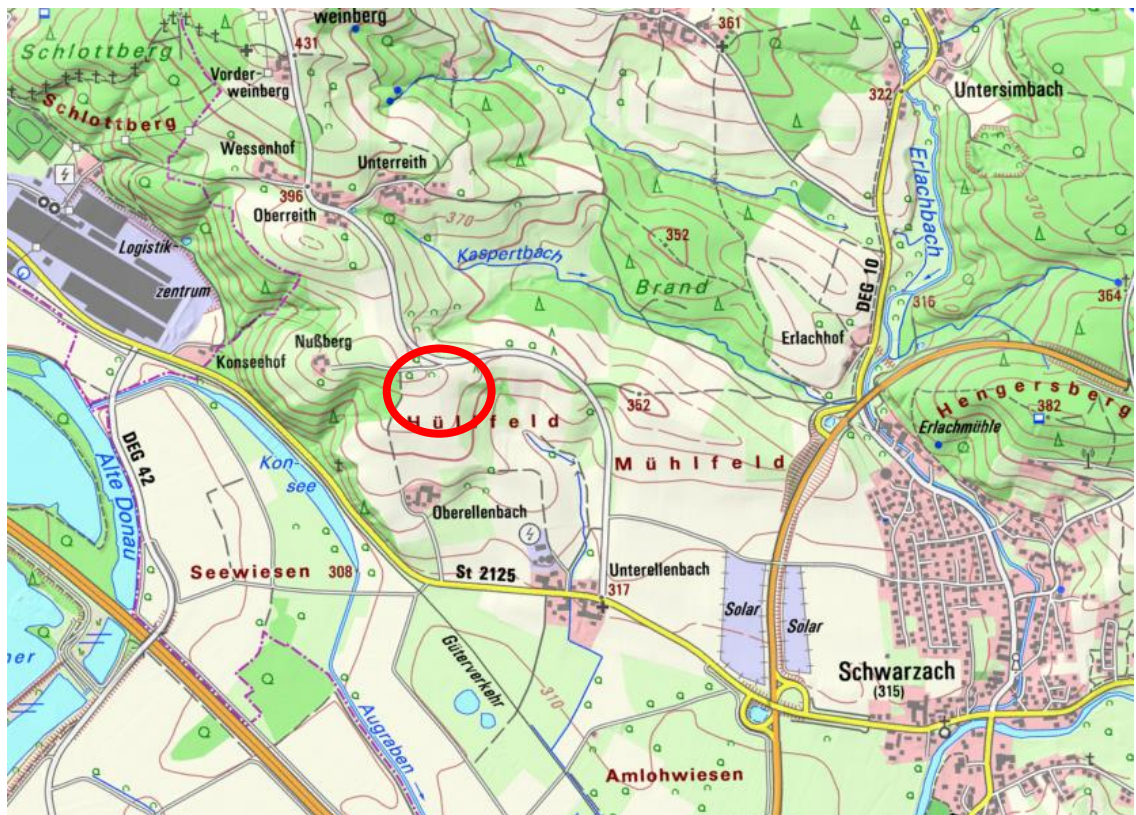 weinberg
361
Schlottberg
431
Vorder-
weinberg
Untersimbach
322
Schlottberg
Wessenhof
Unterreith
Erlachbach
396
Oberreith
370
370
352
Logistik-
zentrum
Kaspertbach
DEG 10
316
364
Brand
Nußberg
Erlachhof
Konseehof
Hengersberg
352
382
Hüllfeld
Erlachmühle
DEG 42
Alte Donau
Kon-
see
Mühlfeld
Oberellenbach
Seewiesen
308
St 2125
Unterellenbach
317
Solar
Solar
Güterverkehr
Schwarzach
(315)
ner
310
Augraben
Amlohwiesen